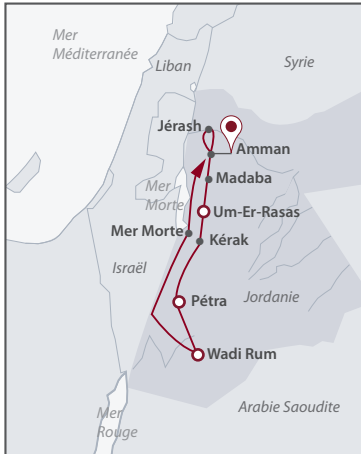 Mer
Méditerranée
Liban
Syrie
Jérash
Amman
Madaba
Mer
Morte
Um-Er-Rasas
Mer Morte
Kérak
Israël
Pétra
Jordanie
Wadi Rum
Arabie Saoudite
Mer
Rouge